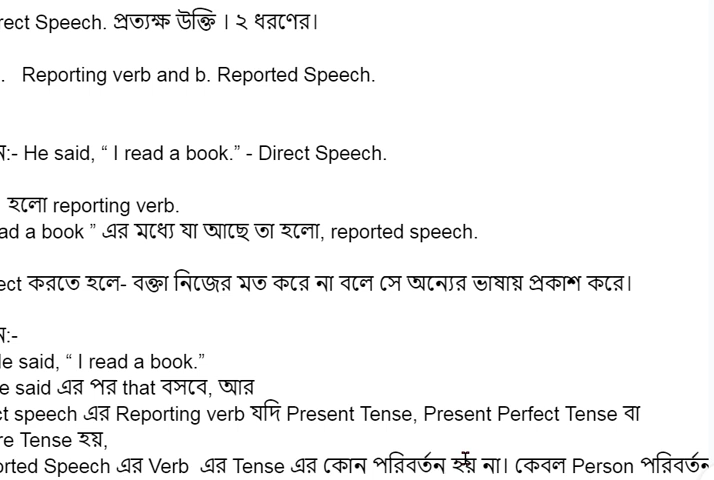 rect Speech. প্রত্যক্ষ উক্তি । ২ ধরণের।
. Reporting verb and b. Reported Speech.
ন:- He said, “ I read a book.” - Direct Speech.
হলো reporting verb.
ad a book ” এর মধ্যে যা আছে তা হলো, reported speech.
ect করতে হলে- বক্তা নিজের মত করে না বলে সে অন্যের ভাষায় প্রকাশ করে।
ন:-
He said, “ I read a book.”
e said এর পর that বসবে, আর
ct speech এর Reporting verb যদি Present Tense, Present Perfect Tense বা
re Tense হয়,
orted Speech এর Verb এর Tense এর কোন পরিবর্তন হয় না। কেবল Person পরিবর্তন